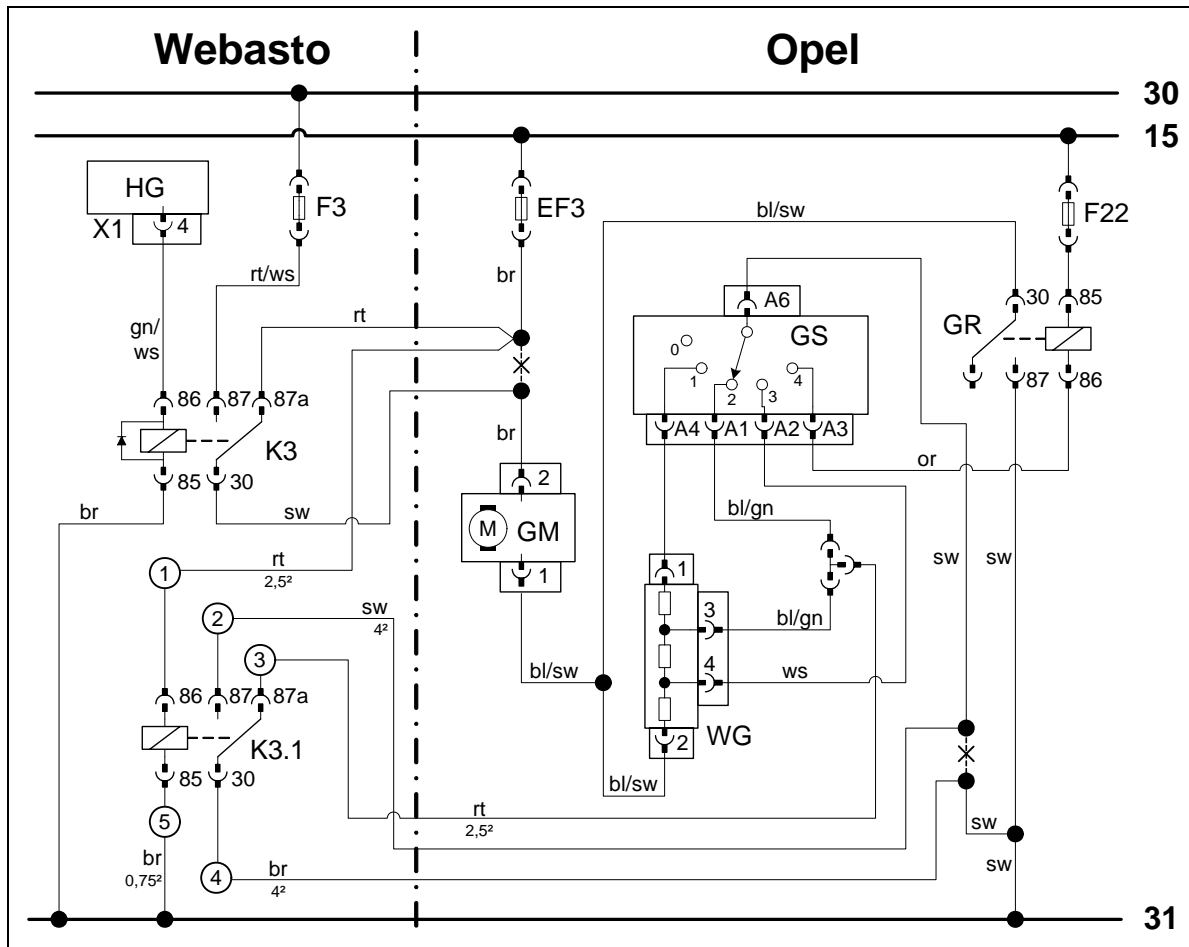 Webasto Opel
30
15
HG
X1 4
F3
EF3
F22
bl/sw
rt/ws
br
A6
30 85
gn/
ws
rt
GS
GR
0
1 2 3 4
87 86
86 87 87a
K3
A4 A1 A2 A3
85 30
br
or
2
br
sw
M GM
bl/gn
sw sw
1
rt
2,5²
1
1
2
sw
4²
3
bl/gn
3
4
ws
bl/sw
86 87 87a
K3.1
WG
2
85 30
bl/sw
rt
2,5²
5
sw
br
0,75²
4
br
4²
sw
31